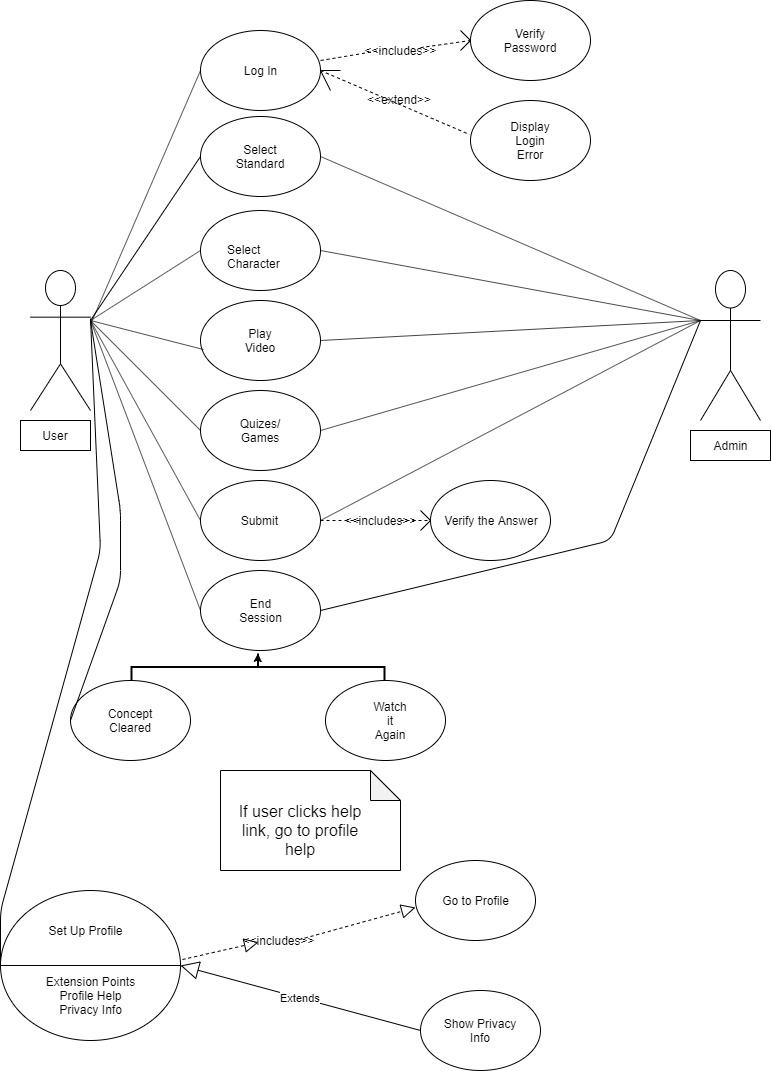 Verify
Password
Log In
<<includes>>
<<extend>>
Display
Login
Error
Select
Standard
Select
Character
Play
Video
Quizes/
Games
User
Admin
Submit
<<includes>>
Verify the Answer
End
Session
Concept
Cleared
Watch
it
Again
If user clicks help
link, go to profile
help
Set Up Profile
<<includes>>
Go to Profile
Extension Points
Profile Help
Privacy Info
Extends
Show Privacy
Info